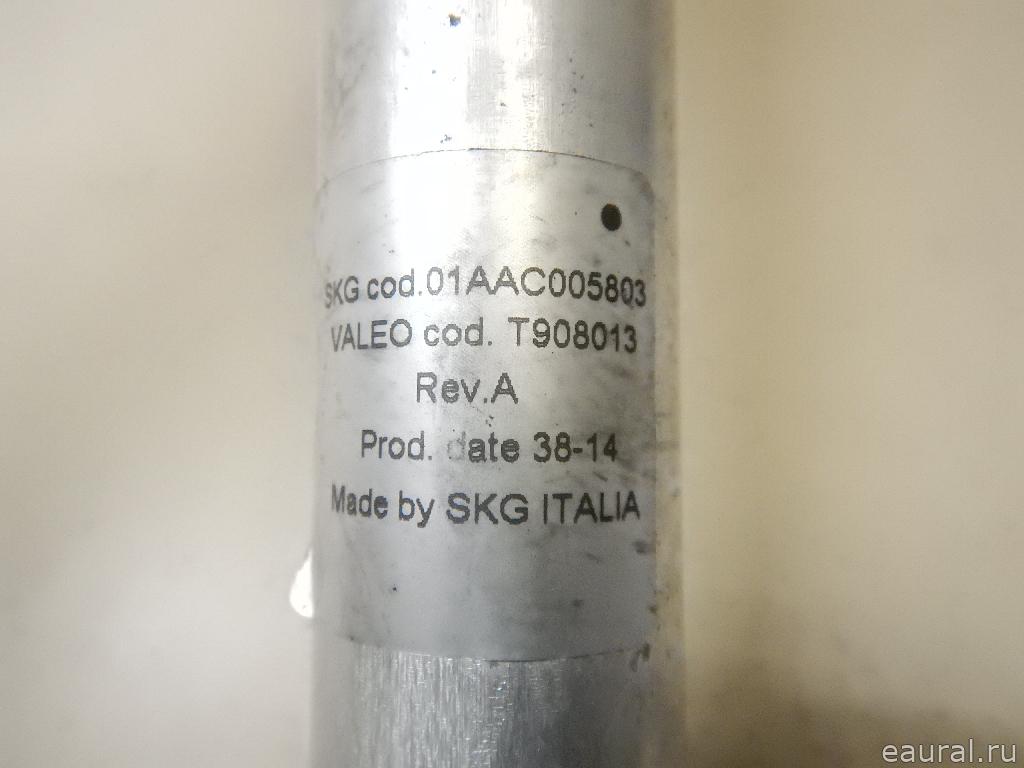 SKG cod.01AAC005803
VALEO cod. T908013
Rev.A
Prod. date 38-14
Made by SKG ITALIA
eaural.ru